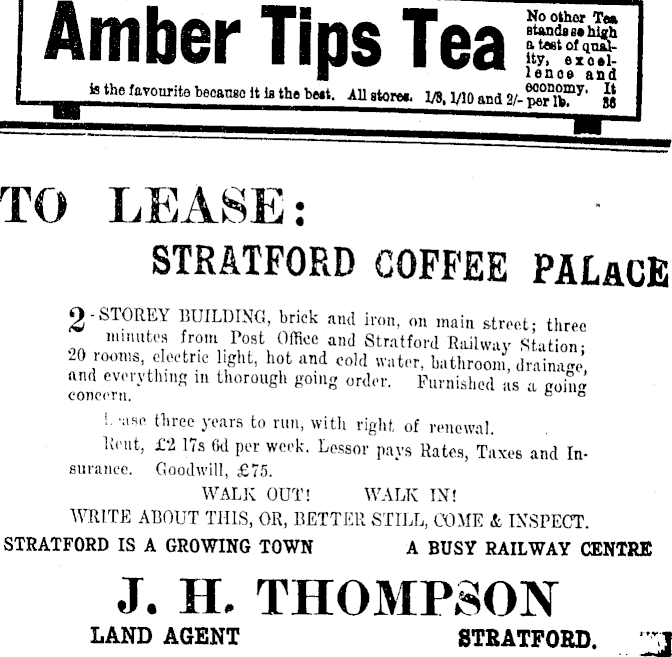 Amber Tips Tea
No other Tea
stands so high
a test of qual-
ity, excel-
lence and
economy. It
is the favourite because it is the best. All stores. 1/8, 1/10 and 2/- per lb. 36
TO LEASE:
STRATFORD COFFEE PALACE
2-STOREY BUILDING, brick and iron, on main street; three
minutes from Post Office and Stratford Railway Station;
20 rooms, electric light, hot and cold water, bathroom, drainage,
and everything in thorough going order. Furnished as a going
concern.
Lease three years to run, with right of renewal.
Rent, £2 17s 6d per week. Lessor pays Rates, Taxes and In-
surance. Goodwill, £75.
WALK OUT! WALK IN!
WRITE ABOUT THIS, OR, BETTER STILL, COME & INSPECT.
STRATFORD IS A GROWING TOWN A BUSY RAILWAY CENTRE
J. H. THOMPSON
LAND AGENT STRATFORD.